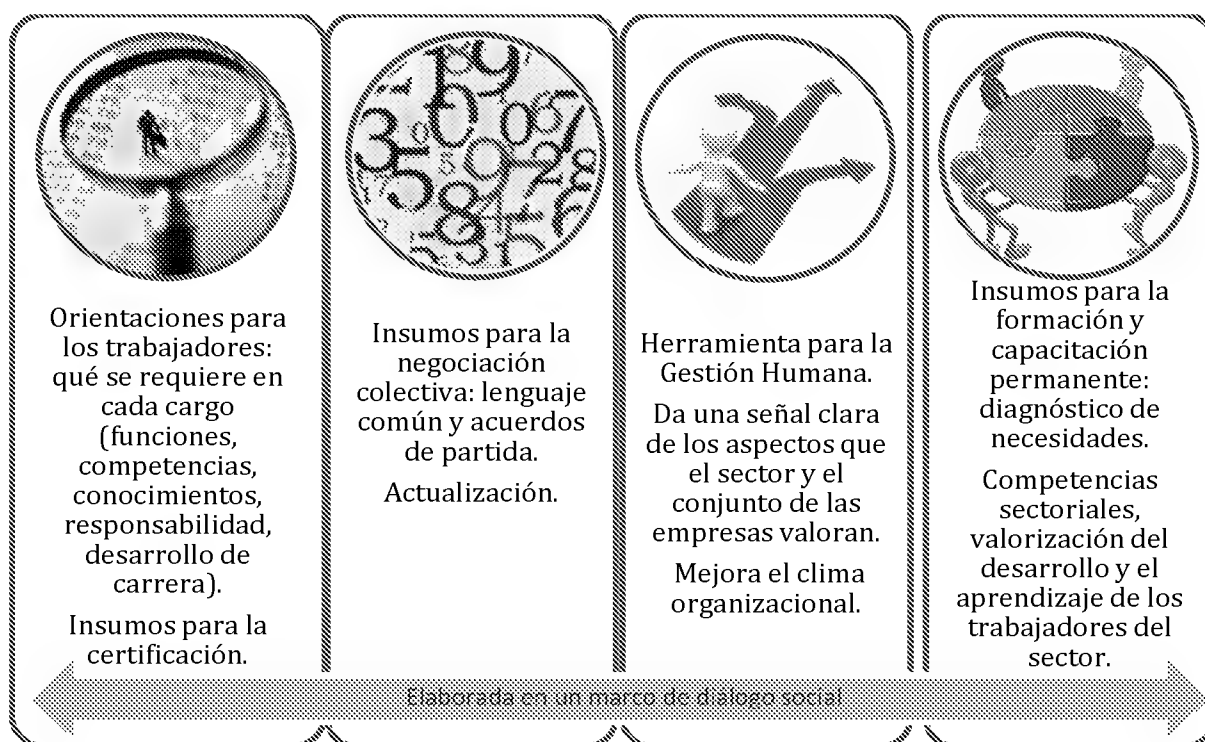 Orientaciones para
los trabajadores:
qué se requiere en
cada cargo
(funciones,
competencias,
conocimientos,
responsabilidad,
desarrollo de
carrera).
Insumos para la
certificación.
Insumos para la
negociación
colectiva: lenguaje
común y acuerdos
de partida.
Actualización.
Herramienta para la
Gestión Humana.
Da una señal clara
de los aspectos que
el sector y el
conjunto de las
empresas valoran.
Mejora el clima
organizacional.
Insumos para la
formación y
capacitación
permanente:
diagnóstico de
necesidades.
Competencias
sectoriales,
valorización del
desarrollo y el
aprendizaje de los
trabajadores del
sector.
Elaborada en un marco de diálogo social